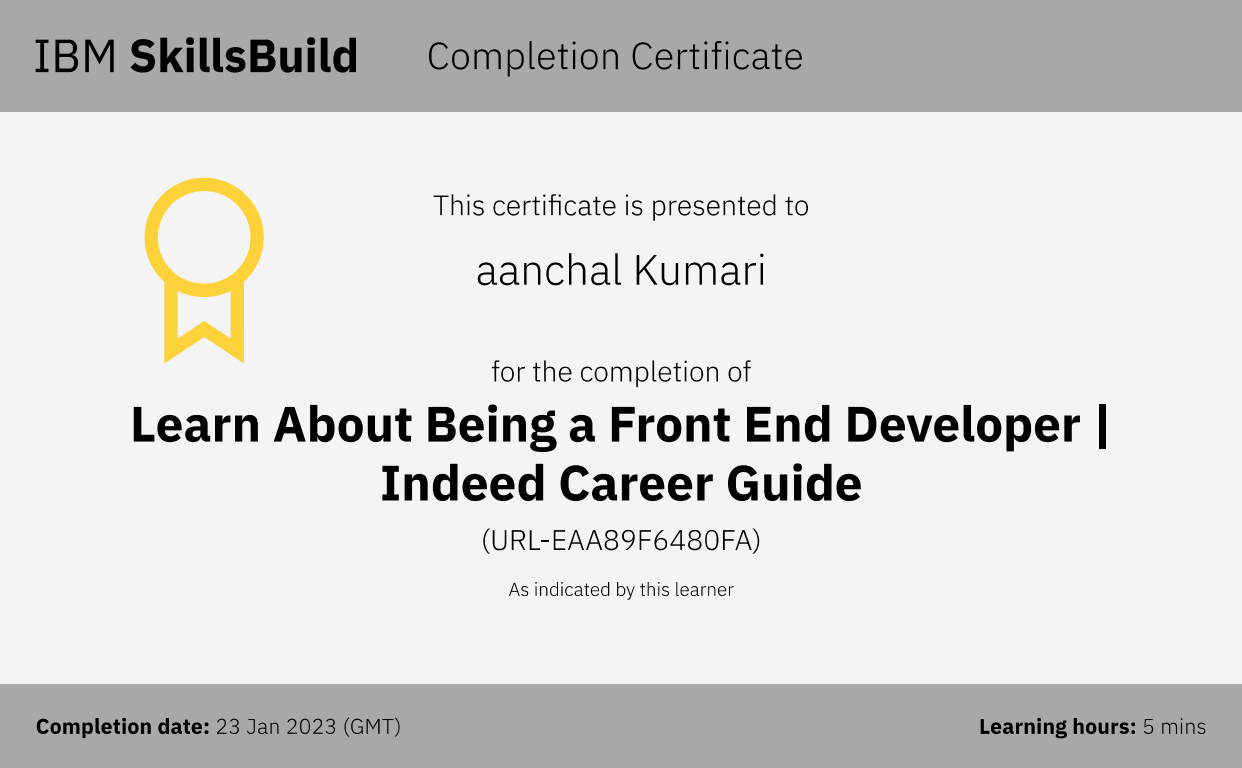 IBM SkillsBuild Completion Certificate
This certificate is presented to
aanchal Kumari
for the completion of
Learn About Being a Front End Developer |
Indeed Career Guide
(URL-EAA89F6480FA)
As indicated by this learner
Completion date: 23 Jan 2023 (GMT)
Learning hours: 5 mins